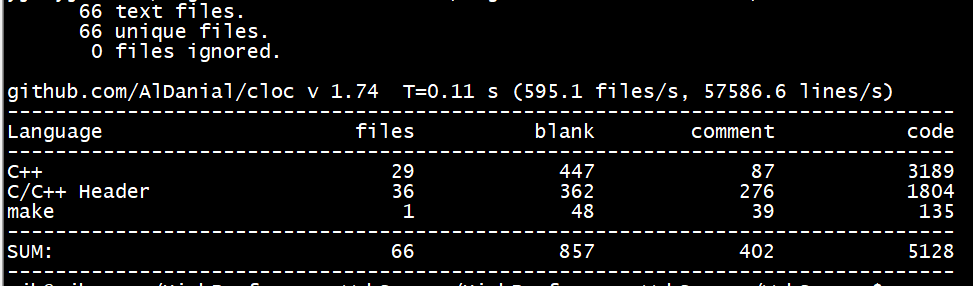 66 text files.
66 unique files.
0 files ignored.
github.com/AlDanial/cloc v 1.74 T=0.11 s (595.1 files/s, 57586.6 lines/s)
-------------------------------------------------------------------------------
Language files blank comment code
-------------------------------------------------------------------------------
C++ 29 447 87 3189
C/C++ Header 36 362 276 1804
make 1 48 39 135
-------------------------------------------------------------------------------
SUM: 66 857 402 5128
-------------------------------------------------------------------------------